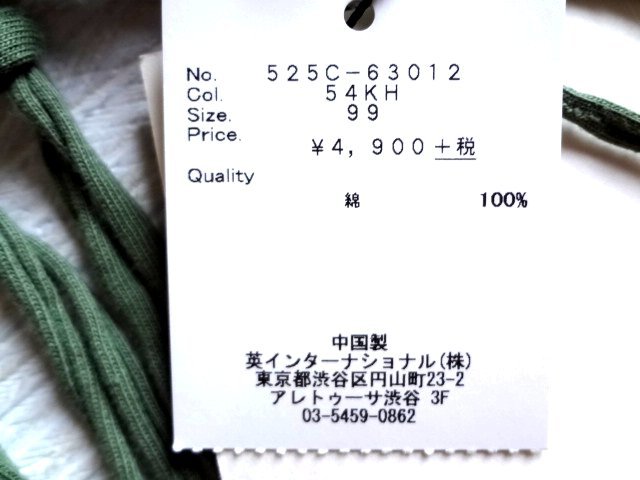 No. 525C-63012
Col. 54KH
Size. 99
Price. ¥4, 900+税
Quality
綿 100%
中国製
英インターナショナル(株)
東京都渋谷区円山町23-2
アレトゥーサ渋谷 3F
03-5459-0862